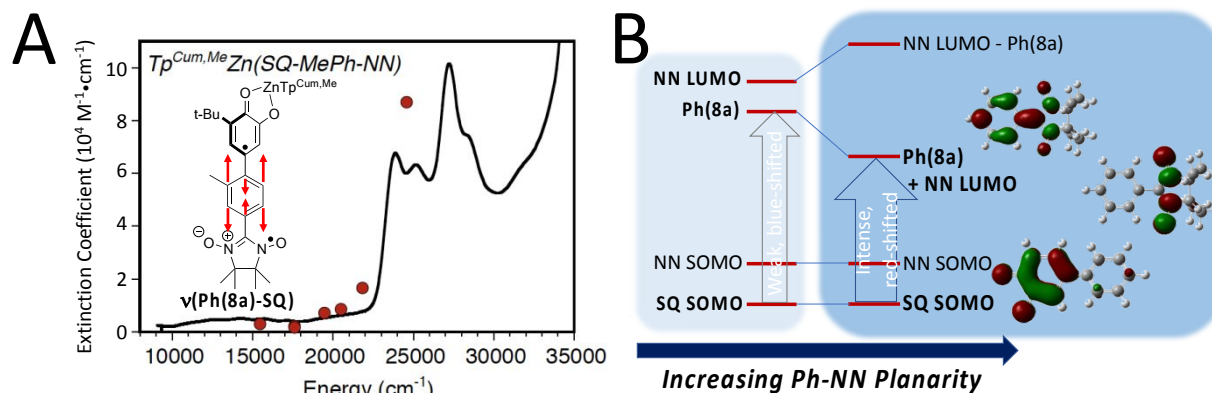 A
Extinction Coefficient (10⁴ M⁻¹•cm⁻¹)
10
8
6
4
2
0
Tp^Cum,Me Zn(SQ-MePh-NN)
ZnTp^Cum,Me
O
O
t-Bu
⊖O
N⊕
N
O
ν(Ph(8a)-SQ)
10000 15000 20000 25000 30000 35000
Energy (cm⁻¹)
B
NN LUMO
Ph(8a)
NN SOMO
SQ SOMO
Weak, blue-shifted
NN LUMO - Ph(8a)
Ph(8a)
+ NN LUMO
Intense,
red-shifted
NN SOMO
SQ SOMO
Increasing Ph-NN Planarity